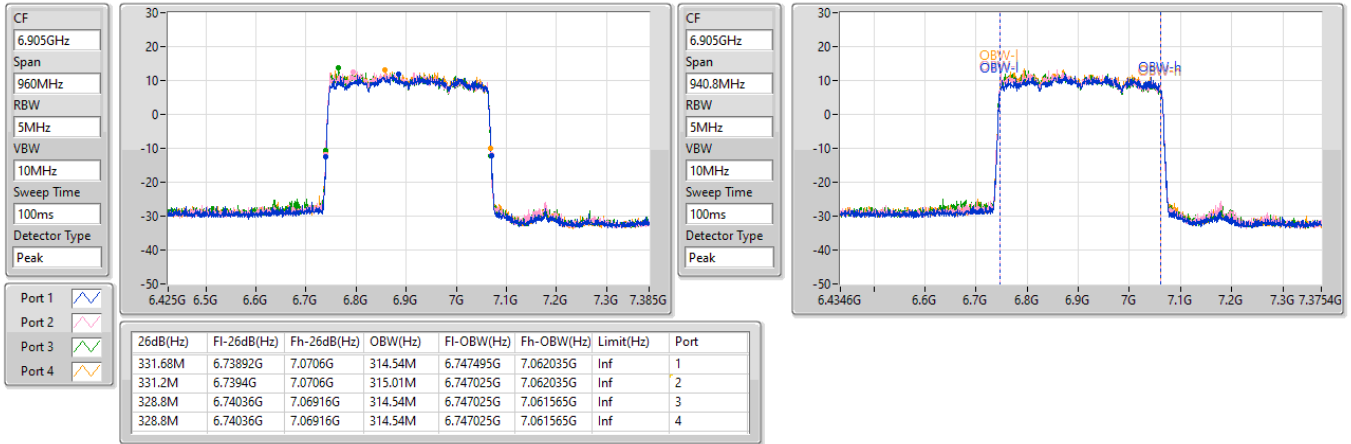 CF
6.905GHz
Span
960MHz
RBW
5MHz
VBW
10MHz
Sweep Time
100ms
Detector Type
Peak
30
20
10
0
-10
-20
-30
-40
-50
6.425G 6.5G 6.6G 6.7G 6.8G 6.9G 7G 7.1G 7.2G 7.3G 7.385G
CF
6.905GHz
Span
940.8MHz
RBW
5MHz
VBW
10MHz
Sweep Time
100ms
Detector Type
Peak
30
20
10
0
-10
-20
-30
-40
-50
OBW-l
OBW-l
OBW-h
6.4346G 6.6G 6.7G 6.8G 6.9G 7G 7.1G 7.2G 7.3G 7.3754G
Port 1
Port 2
Port 3
Port 4
26dB(Hz) Fl-26dB(Hz) Fh-26dB(Hz) OBW(Hz) Fl-OBW(Hz) Fh-OBW(Hz) Limit(Hz) Port
331.68M 6.73892G 7.0706G 314.54M 6.747495G 7.062035G Inf 1
331.2M 6.7394G 7.0706G 315.01M 6.747025G 7.062035G Inf 2
328.8M 6.74036G 7.06916G 314.54M 6.747025G 7.061565G Inf 3
328.8M 6.74036G 7.06916G 314.54M 6.747025G 7.061565G Inf 4